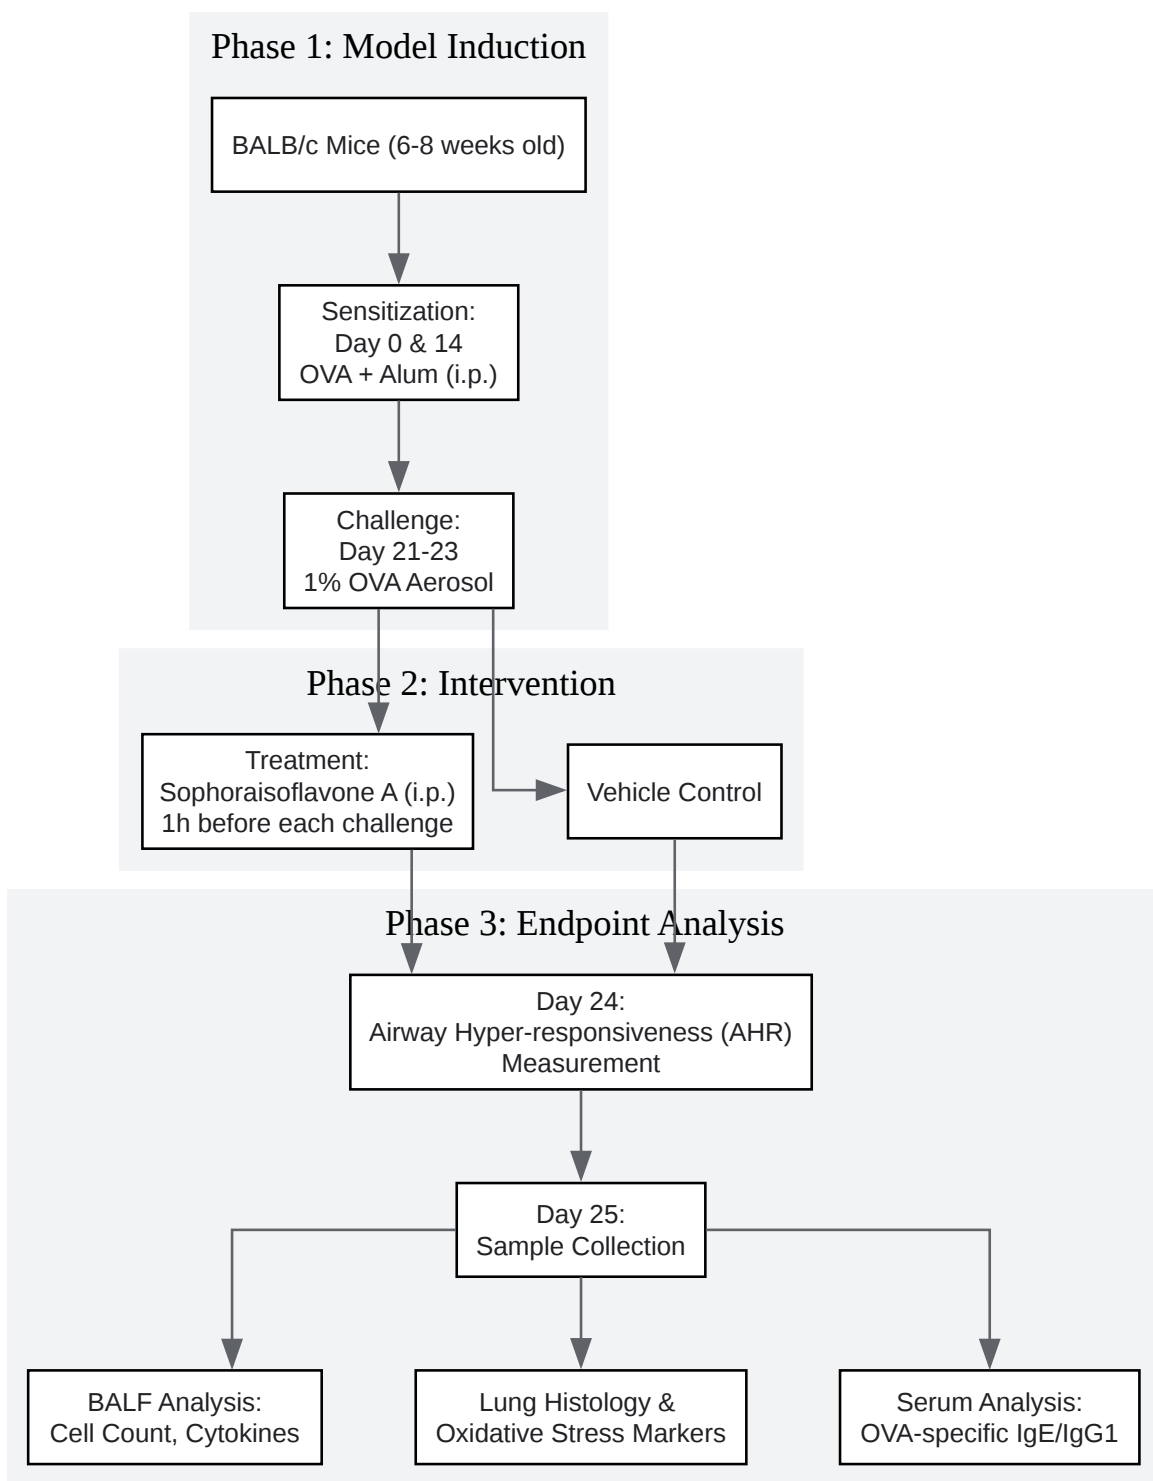 Phase 1: Model Induction
BALB/c Mice (6-8 weeks old)
Sensitization:
Day 0 & 14
OVA + Alum (i.p.)
Challenge:
Day 21-23
1% OVA Aerosol
Phase 2: Intervention
Treatment:
Sophoraisoflavone A (i.p.)
1h before each challenge
Vehicle Control
Phase 3: Endpoint Analysis
Day 24:
Airway Hyper-responsiveness (AHR)
Measurement
Day 25:
Sample Collection
BALF Analysis:
Cell Count, Cytokines
Lung Histology &
Oxidative Stress Markers
Serum Analysis:
OVA-specific IgE/IgG1